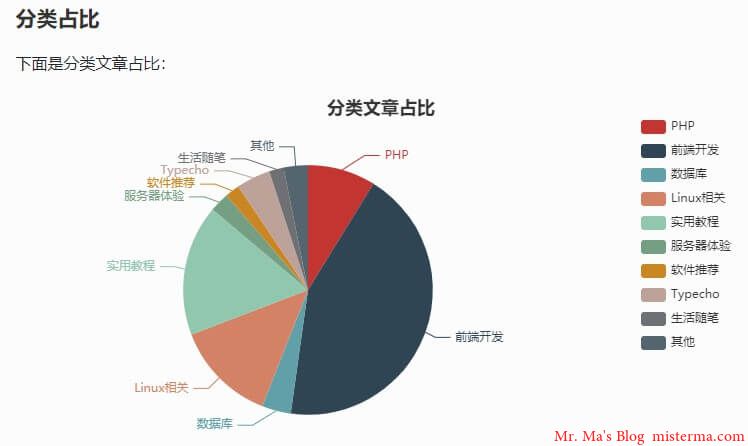 分类占比
下面是分类文章占比：
分类文章占比
PHP
前端开发
数据库
Linux相关
实用教程
服务器体验
软件推荐
Typecho
生活随笔
其他
PHP
前端开发
数据库
Linux相关
实用教程
服务器体验
软件推荐
Typecho
生活随笔
其他
Mr. Ma's Blog misterma.com